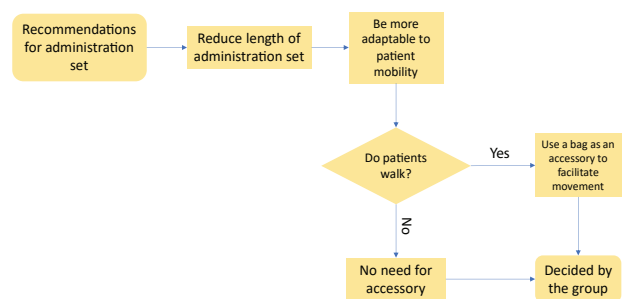 Recommendations
for administration
set
Reduce length of
administration set
Be more
adaptable to
patient
mobility
Do patients
walk?
Yes
Use a bag as an
accessory to
facilitate
movement
No
No need for
accessory
Decided by
the group